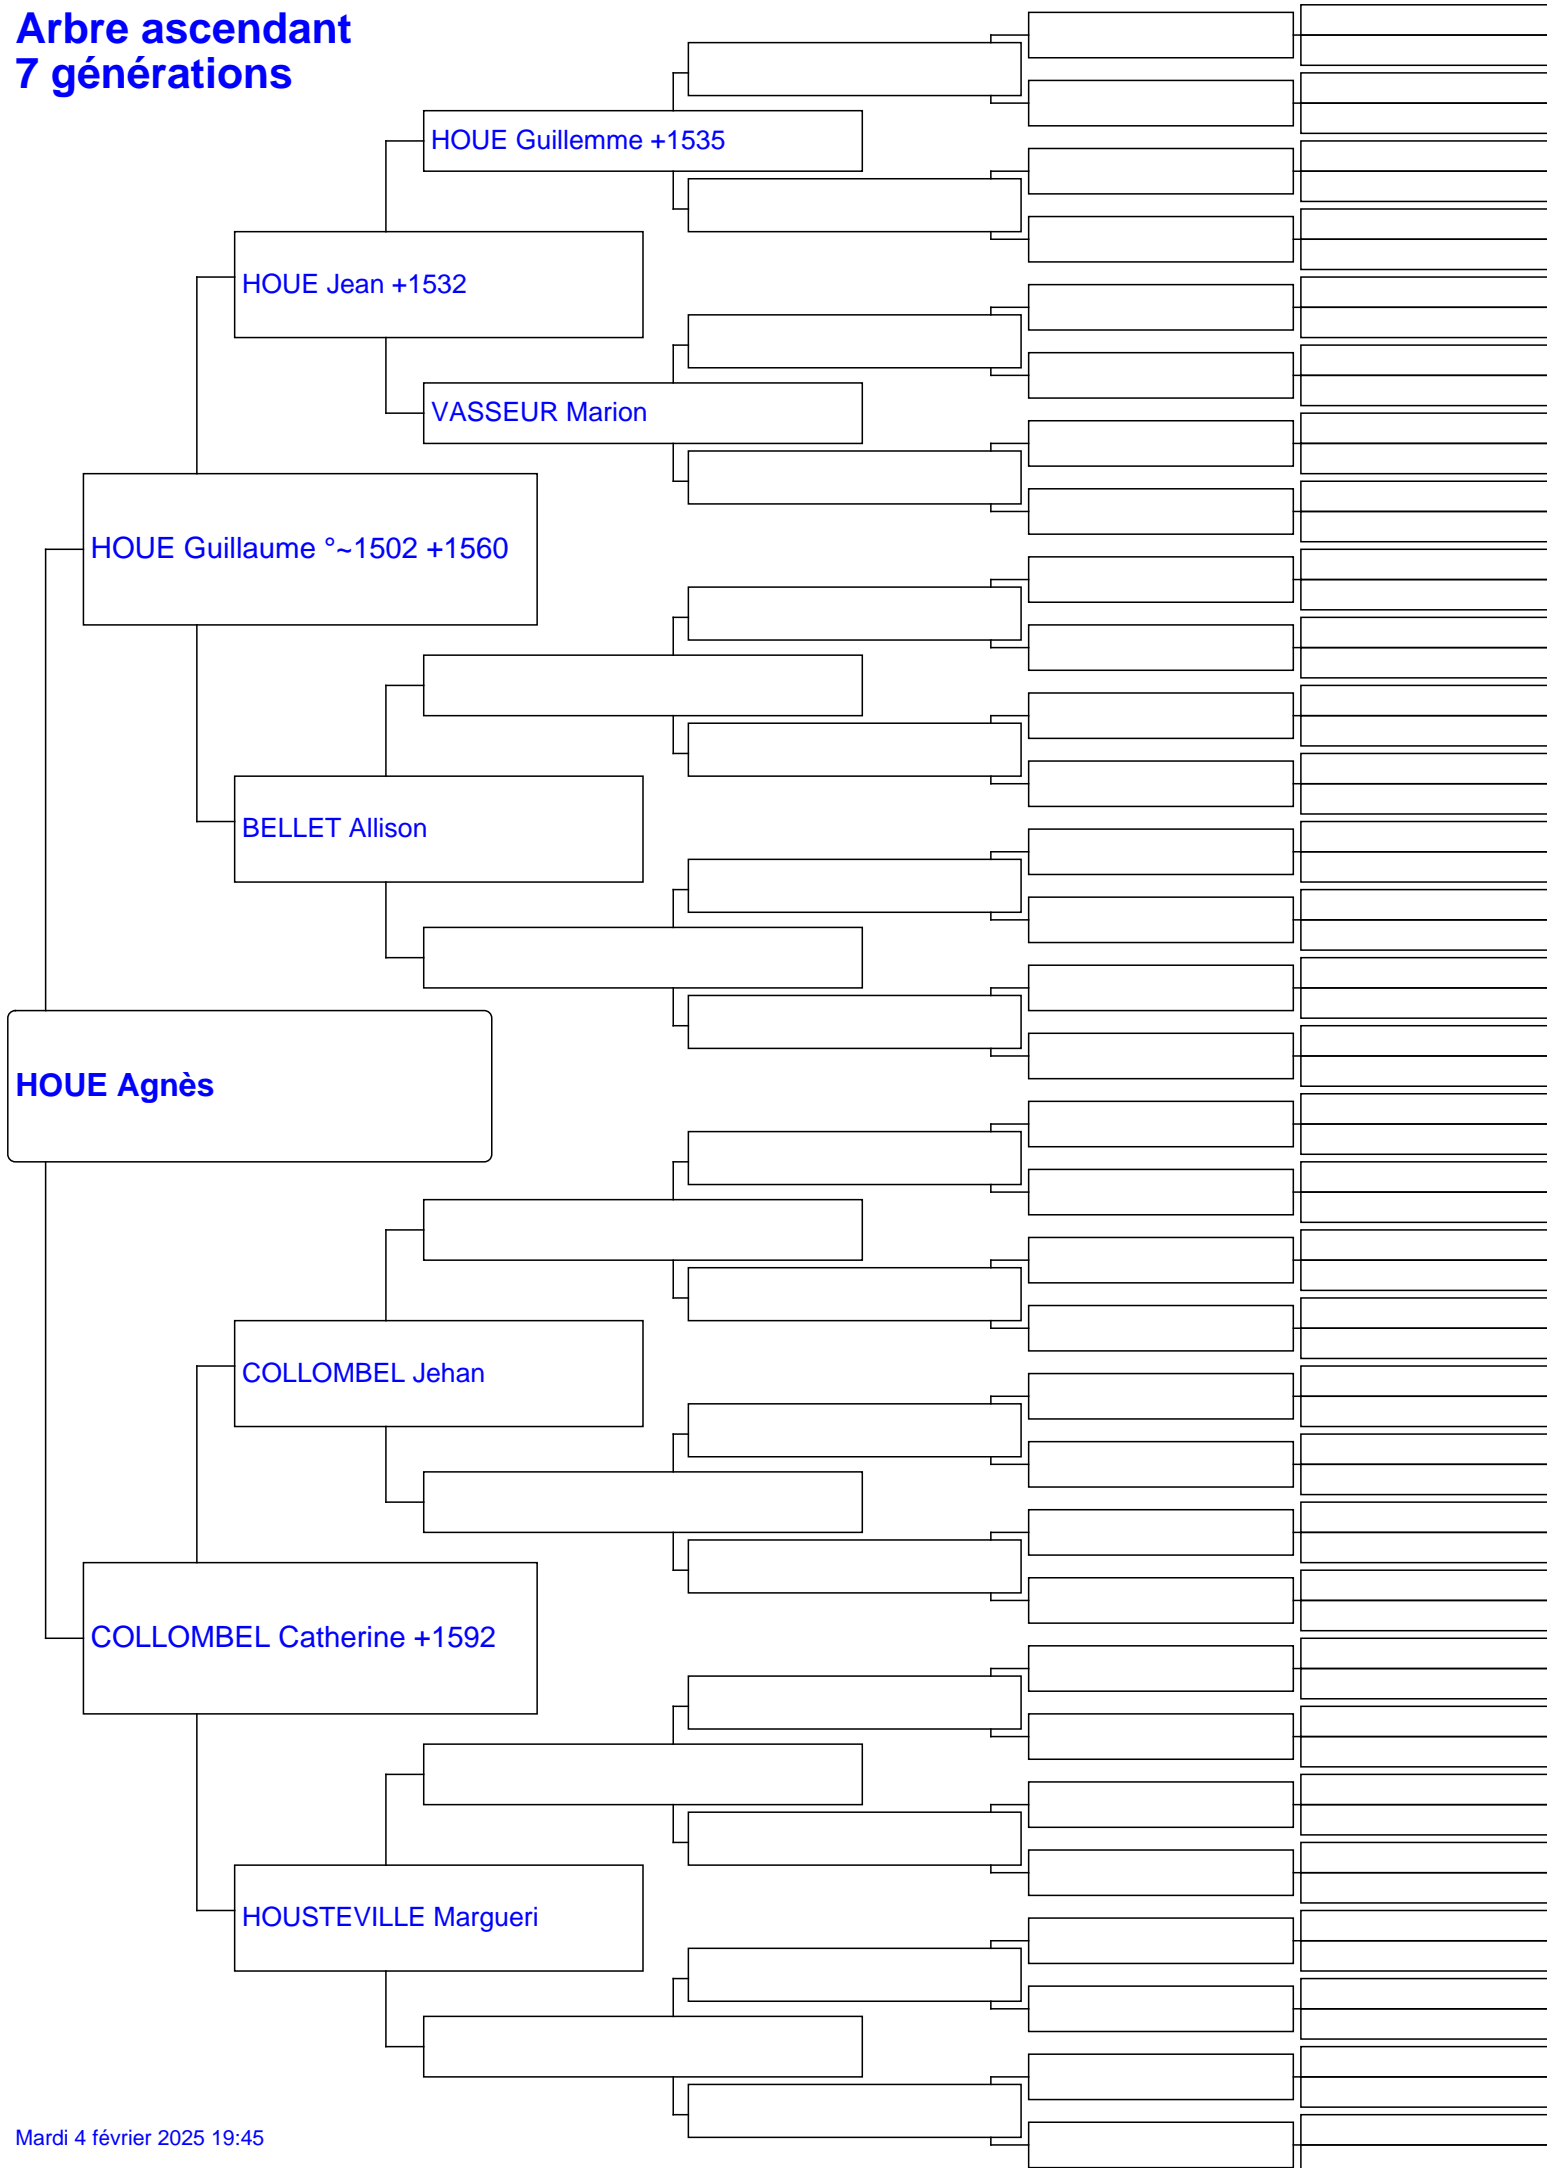 Arbre ascendant
7 générations
HOUE Guillemme +1535
HOUE Jean +1532
VASSEUR Marion
HOUE Guillaume °~1502 +1560
BELLET Allison
HOUE Agnès
COLLOMBEL Jehan
COLLOMBEL Catherine +1592
HOUSTEVILLE Margueri
Mardi 4 février 2025 19:45